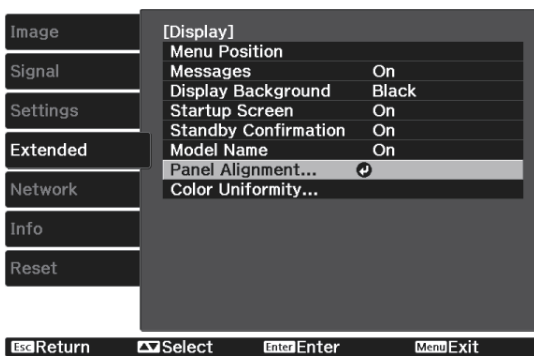 Image
Signal
Settings
Extended
Network
Info
Reset
[Display]
Menu Position
Messages On
Display Background Black
Startup Screen On
Standby Confirmation On
Model Name On
Panel Alignment...
Color Uniformity...
Esc Return Select Enter Enter Menu Exit